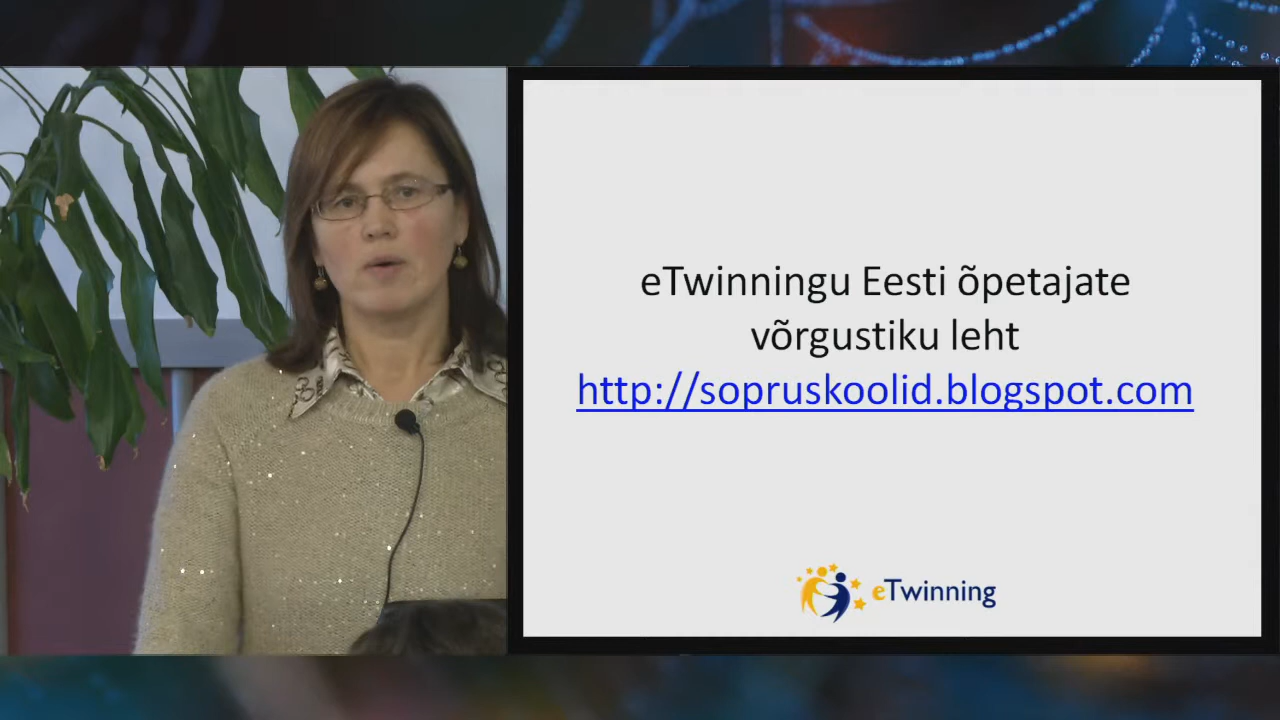 eTwinningu Eesti õpetajate
võrgustiku leht
http://sopruskoolid.blogspot.com
eTwinning